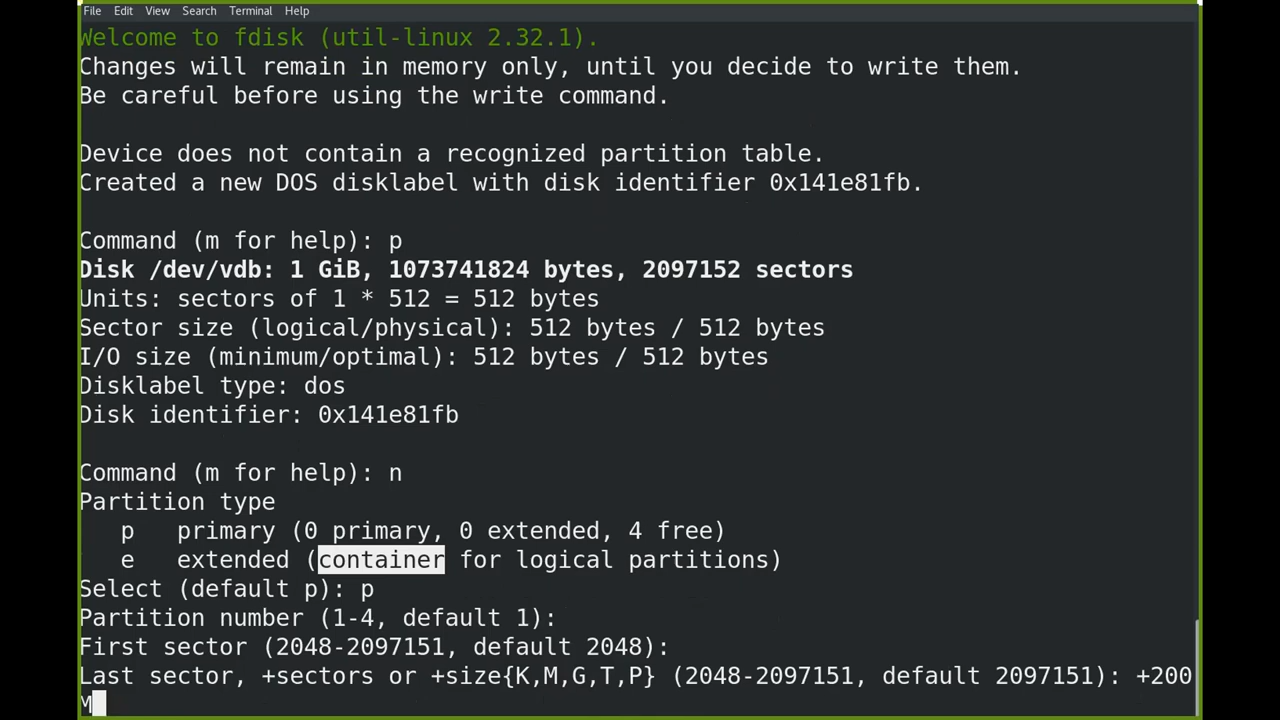 File Edit View Search Terminal Help
Welcome to fdisk (util-linux 2.32.1).
Changes will remain in memory only, until you decide to write them.
Be careful before using the write command.
Device does not contain a recognized partition table.
Created a new DOS disklabel with disk identifier 0x141e81fb.
Command (m for help): p
Disk /dev/vdb: 1 GiB, 1073741824 bytes, 2097152 sectors
Units: sectors of 1 * 512 = 512 bytes
Sector size (logical/physical): 512 bytes / 512 bytes
I/O size (minimum/optimal): 512 bytes / 512 bytes
Disklabel type: dos
Disk identifier: 0x141e81fb
Command (m for help): n
Partition type
p primary (0 primary, 0 extended, 4 free)
e extended (container for logical partitions)
Select (default p): p
Partition number (1-4, default 1):
First sector (2048-2097151, default 2048):
Last sector, +sectors or +size{K,M,G,T,P} (2048-2097151, default 2097151): +200
M